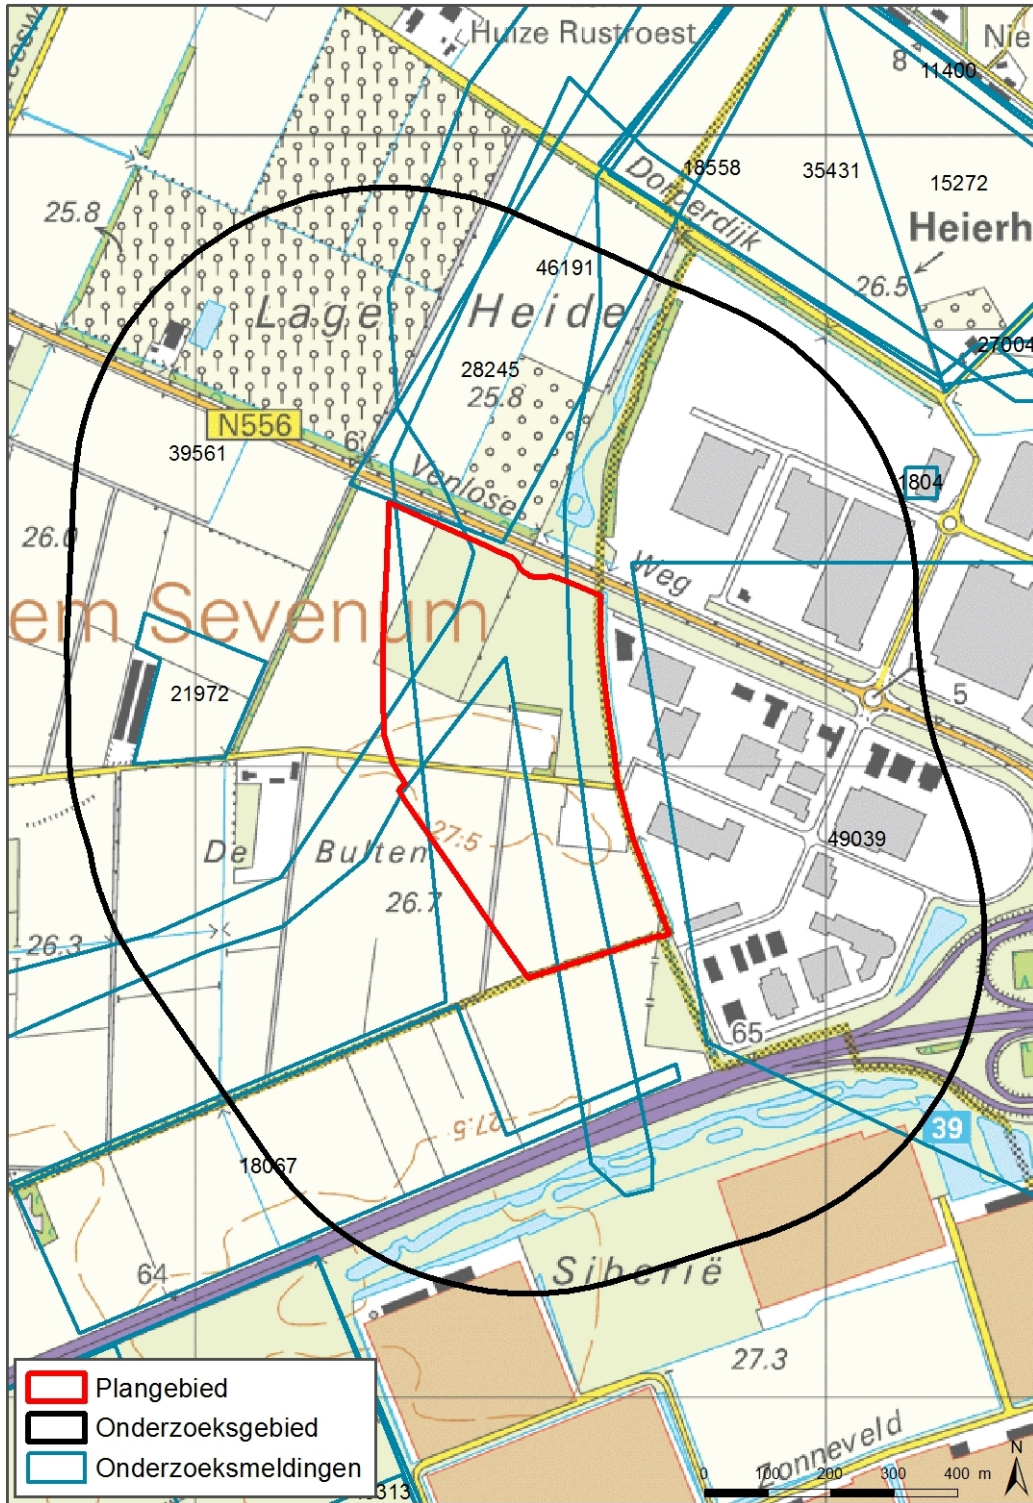 Huize Rustroest
Nie
8
11400
18558
35431
15272
Domperdijk
25.8
Heierh
46191
26.5
Lage Heide
27004
28245
25.8
N556
39561
6
Venlose
1804
26.0
Weg
em Sevenum
21972
5
27.5
49039
De Bulten
26.7
26.3
65
27.5
39
18067
64
Siberië
27.3
Plangebied
Onderzoeksgebied
Onderzoeksmeldingen
Zonneveld
N
0 100 200 300 400 m
313